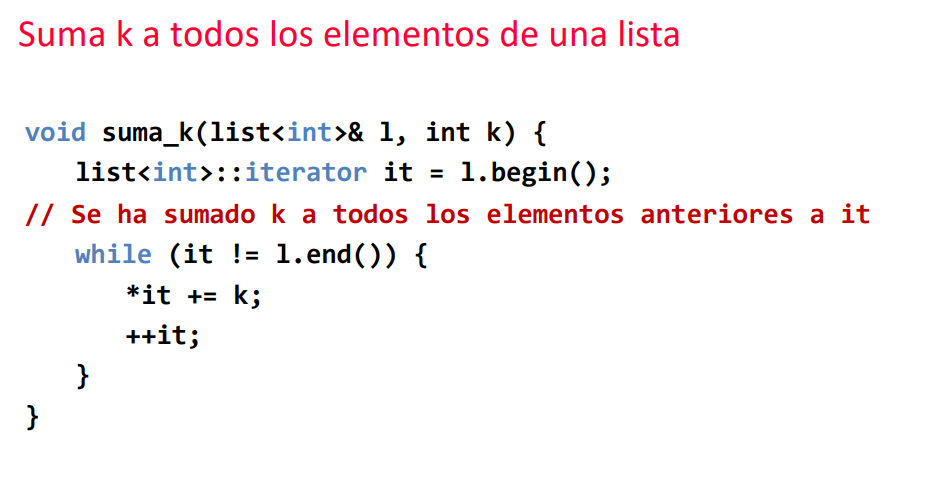 Suma k a todos los elementos de una lista
void suma_k(list<int>& l, int k) {
list<int>::iterator it = l.begin();
// Se ha sumado k a todos los elementos anteriores a it
while (it != l.end()) {
*it += k;
++it;
}
}